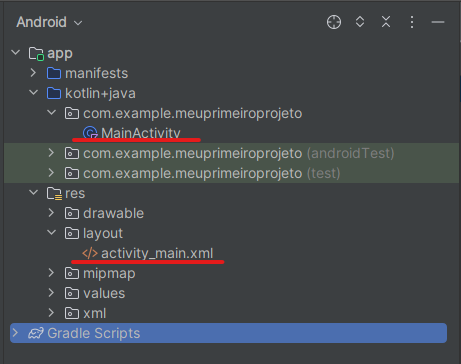 Android
app
manifests
kotlin+java
com.example.meuprimeiroprojeto
MainActivity
com.example.meuprimeiroprojeto (androidTest)
com.example.meuprimeiroprojeto (test)
res
drawable
layout
</> activity_main.xml
mipmap
values
xml
Gradle Scripts